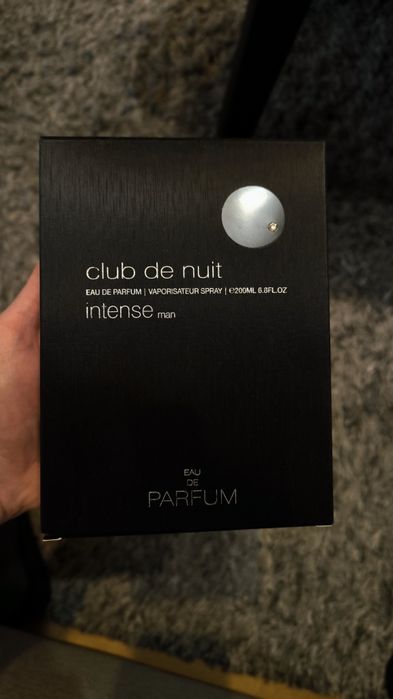 club de nuit
EAU DE PARFUM | VAPORISATEUR SPRAY | ℮200ML 6.8FL.OZ
intense man
EAU
DE
PARFUM